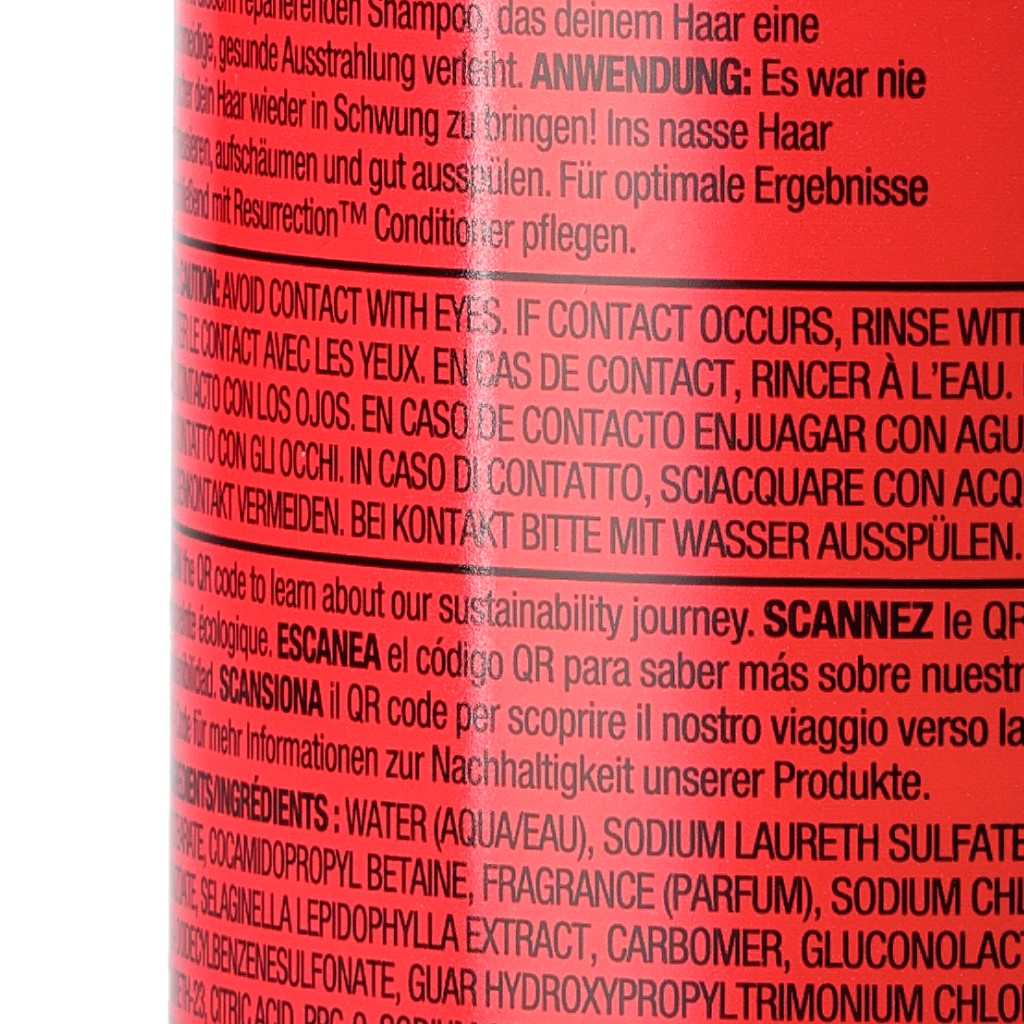 reparierenden Shampoo, das deinem Haar eine
gesunde Ausstrahlung verleiht. ANWENDUNG: Es war nie
dein Haar wieder in Schwung zu bringen! Ins nasse Haar
aufschäumen und gut ausspülen. Für optimale Ergebnisse
mit Resurrection™ Conditioner pflegen.
CAUTION: AVOID CONTACT WITH EYES. IF CONTACT OCCURS, RINSE WITH
LE CONTACT AVEC LES YEUX. EN CAS DE CONTACT, RINCER À L'EAU.
CON LOS OJOS. EN CASO DE CONTACTO ENJUAGAR CON AGU
CON GLI OCCHI. IN CASO DI CONTATTO, SCIACQUARE CON ACQ
VERMEIDEN. BEI KONTAKT BITTE MIT WASSER AUSSPÜLEN.
the QR code to learn about our sustainability journey. SCANNEZ le QR
écologique. ESCANEA el código QR para saber más sobre nuestr
SCANSIONA il QR code per scoprire il nostro viaggio verso la
für mehr Informationen zur Nachhaltigkeit unserer Produkte.
INGRÉDIENTS : WATER (AQUA/EAU), SODIUM LAURETH SULFATE
COCAMIDOPROPYL BETAINE, FRAGRANCE (PARFUM), SODIUM CHL
SELAGINELLA LEPIDOPHYLLA EXTRACT, CARBOMER, GLUCONOLACT
GUAR HYDROXYPROPYLTRIMONIUM CHLO
CITRIC ACID,